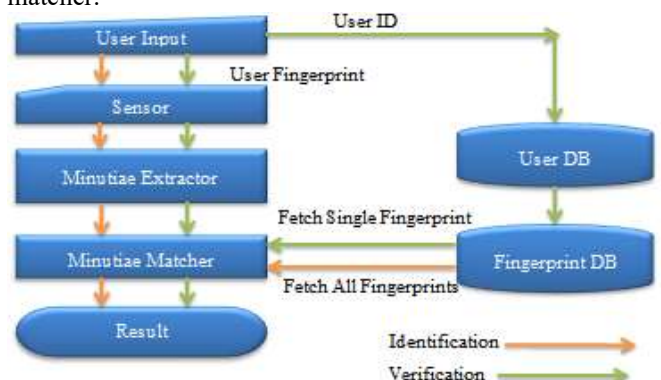 matcher.
User Input
User ID
User Fingerprint
Sensor
Minutiae Extractor
User DB
Fetch Single Fingerprint
Minutiae Matcher
Fingerprint DB
Fetch All Fingerprints
Result
Identification
Verification